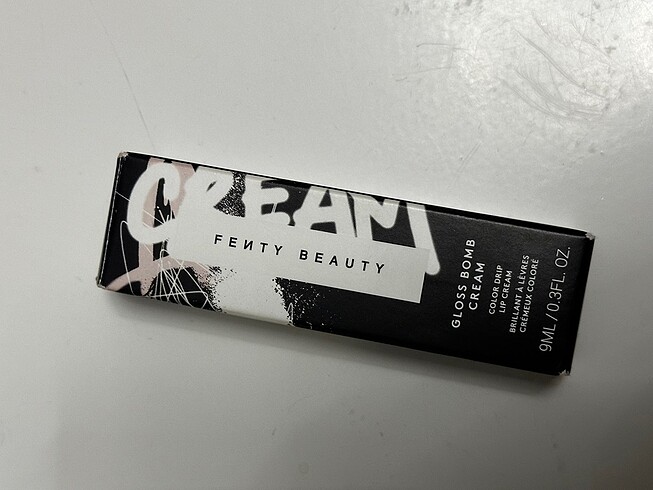 CREAM
FENTY BEAUTY
GLOSS BOMB
CREAM
COLOR DRIP
LIP CREAM
BRILLANT À LÈVRES
CRÉMEUX COLORÉ
9ML / 0.3FL. OZ.